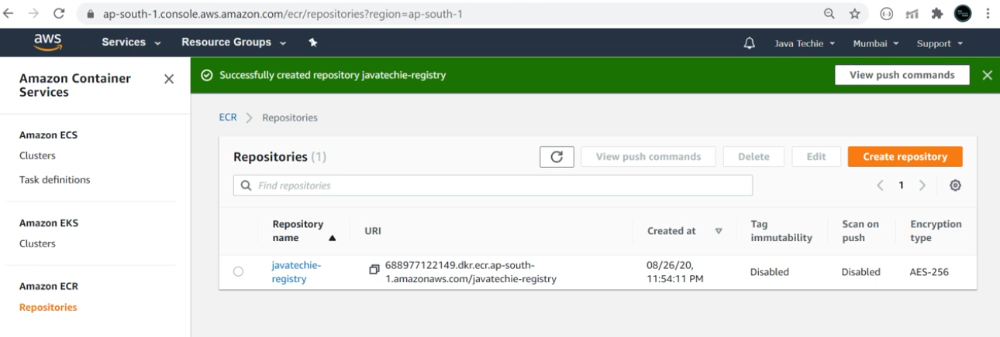 ap-south-1.console.aws.amazon.com/ecr/repositories?region=ap-south-1
aws
Services
Resource Groups
Java Techie
Mumbai
Support
Amazon Container
Services
Successfully created repository javatechie-registry
View push commands
Amazon ECS
Clusters
Task definitions
Amazon EKS
Clusters
Amazon ECR
Repositories
ECR
Repositories
Repositories (1)
View push commands
Delete
Edit
Create repository
Find repositories
1
Repository
name
URI
Created at
Tag
immutability
Scan on
push
Encryption
type
javatechie-
registry
688977122149.dkr.ecr.ap-south-
1.amazonaws.com/javatechie-registry
08/26/20,
11:54:11 PM
Disabled
Disabled
AES-256